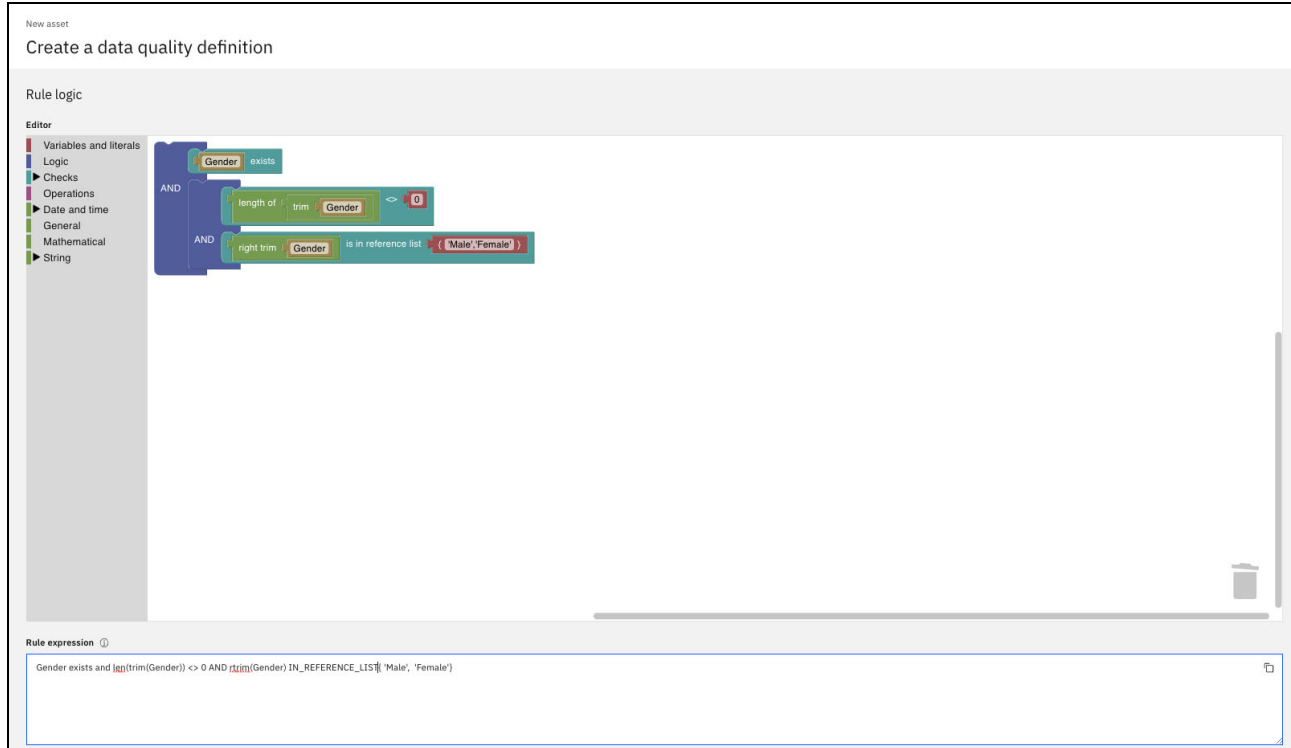 New asset
Create a data quality definition
Rule logic
Editor
Variables and literals
Logic
Checks
Operations
Date and time
General
Mathematical
String
Gender exists
AND
length of trim Gender <> 0
AND
right trim Gender is in reference list ( 'Male','Female' )
Rule expression
Gender exists and len(trim(Gender)) <> 0 AND rtrim(Gender) IN_REFERENCE_LIST{ 'Male', 'Female'}